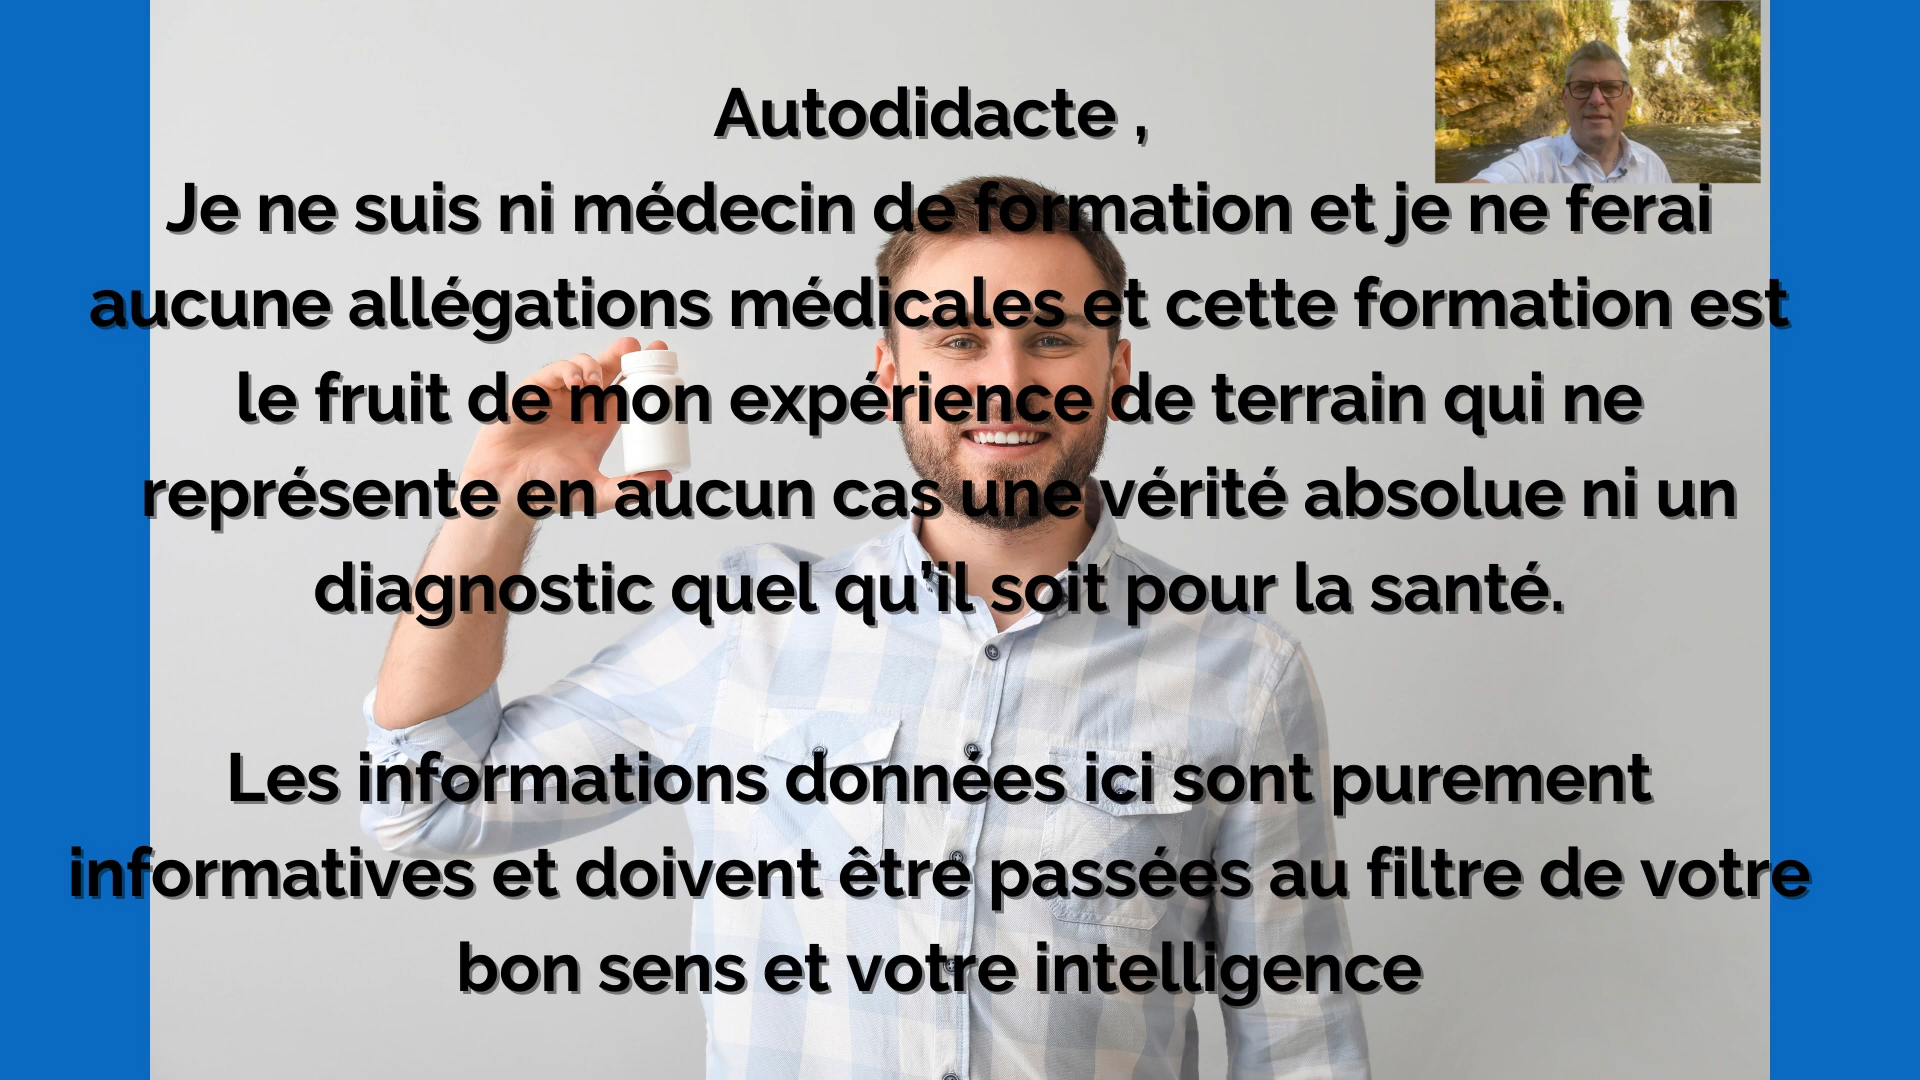 Autodidacte ,
Je ne suis ni médecin de formation et je ne ferai
aucune allégations médicales et cette formation est
le fruit de mon expérience de terrain qui ne
représente en aucun cas une vérité absolue ni un
diagnostic quel qu'il soit pour la santé.
Les informations données ici sont purement
informatives et doivent être passées au filtre de votre
bon sens et votre intelligence